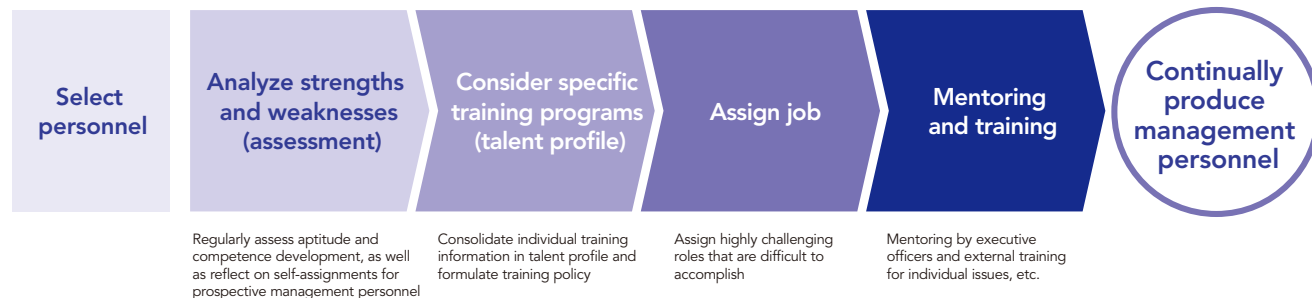 Select
personnel
Analyze strengths
and weaknesses
(assessment)
Consider specific
training programs
(talent profile)
Assign job
Mentoring
and training
Continually
produce
management
personnel
Regularly assess aptitude and
competence development, as well
as reflect on self-assignments for
prospective management personnel
Consolidate individual training
information in talent profile and
formulate training policy
Assign highly challenging
roles that are difficult to
accomplish
Mentoring by executive
officers and external training
for individual issues, etc.